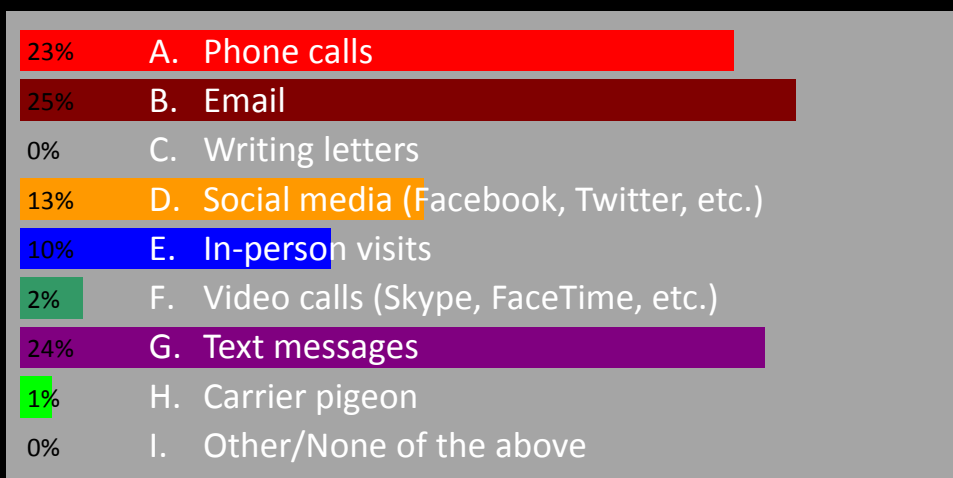 23% A. Phone calls
25% B. Email
0% C. Writing letters
13% D. Social media (Facebook, Twitter, etc.)
10% E. In-person visits
2% F. Video calls (Skype, FaceTime, etc.)
24% G. Text messages
1% H. Carrier pigeon
0% I. Other/None of the above